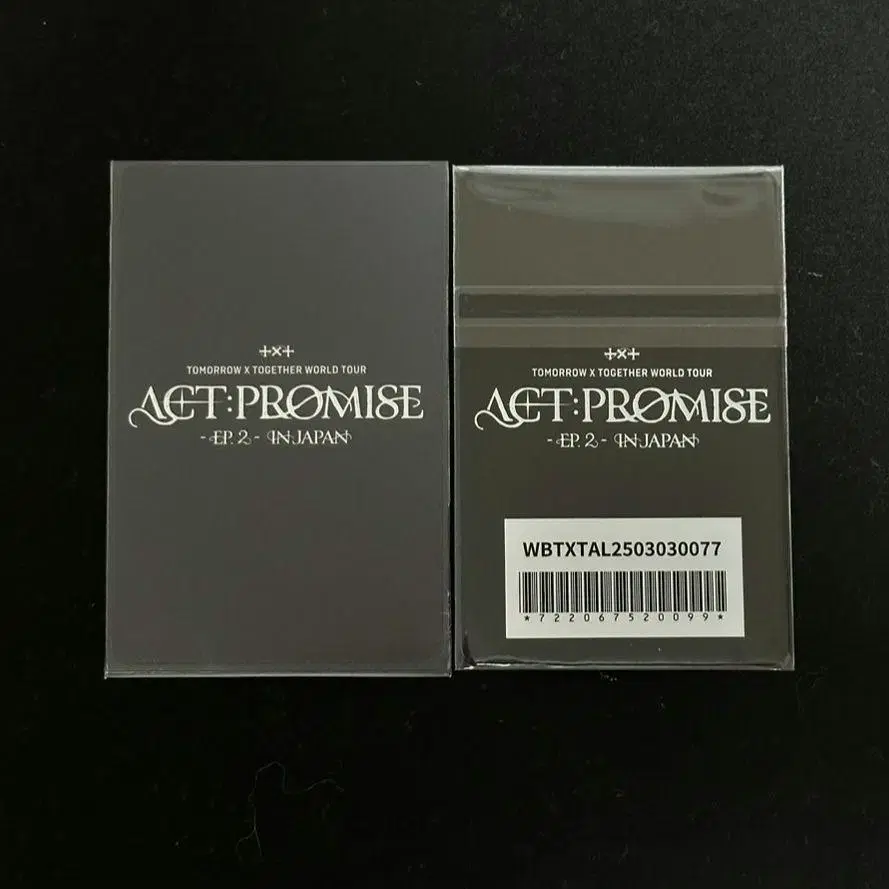 +×+
TOMORROW X TOGETHER WORLD TOUR
ACT:PROMISE
- EP. 2 - IN JAPAN
+×+
TOMORROW X TOGETHER WORLD TOUR
ACT:PROMISE
- EP. 2 - IN JAPAN
WBTXTAL2503030077
*722067520099*